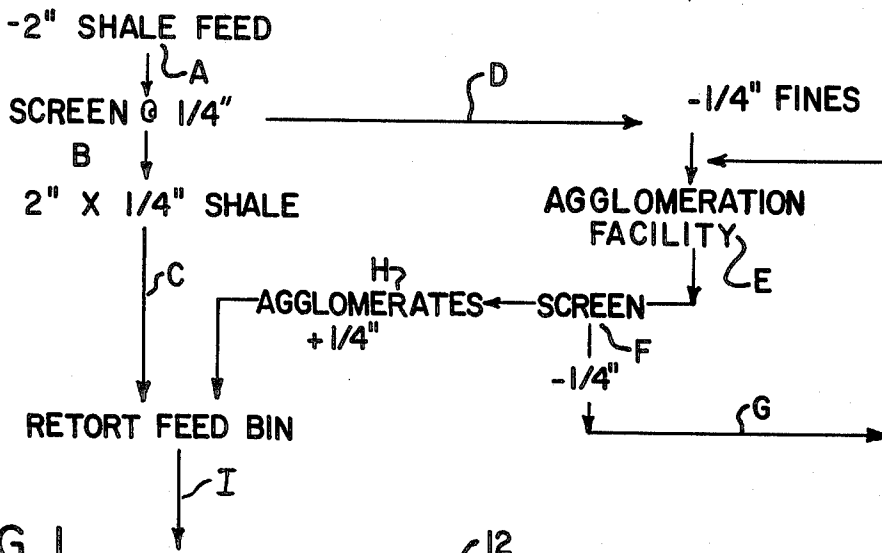 -2" SHALE FEED
A
D
SCREEN @ 1/4"
-1/4" FINES
B
2" X 1/4" SHALE
AGGLOMERATION
FACILITY
E
C
H
AGGLOMERATES
+1/4"
SCREEN
F
-1/4"
G
RETORT FEED BIN
I
G 1
12